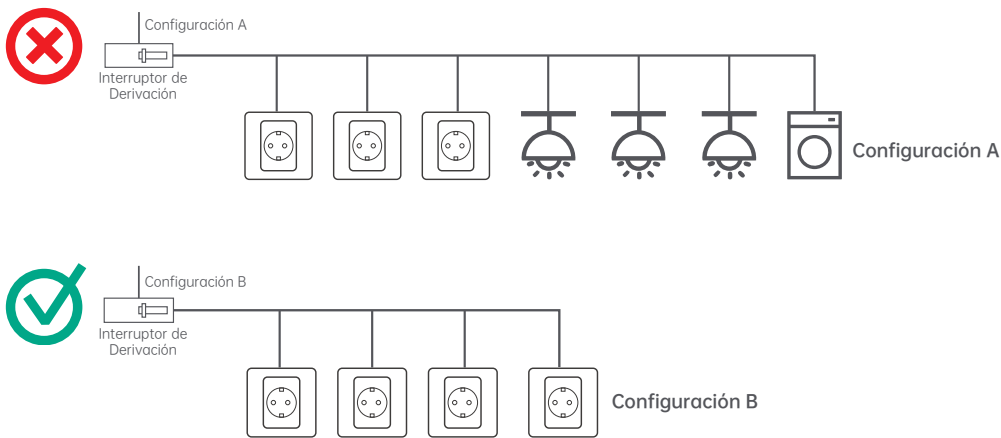 Configuración A
Interruptor de
Derivación
Configuración A
Configuración B
Interruptor de
Derivación
Configuración B